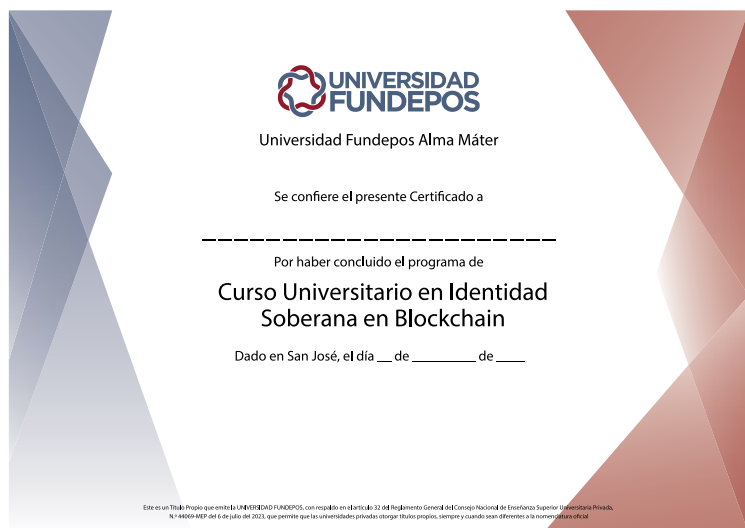 UNIVERSIDAD
FUNDEPOS
Universidad Fundepos Alma Máter
Se confiere el presente Certificado a
Por haber concluido el programa de
Curso Universitario en Identidad
Soberana en Blockchain
Dado en San José, el día __ de ________ de ____
Este es un Título Propio que emite la UNIVERSIDAD FUNDEPOS, con respaldo en el artículo 32 del Reglamento General del Consejo Nacional de Enseñanza Superior Universitaria Privada,
N.º 44069-MEP del 6 de julio del 2023, que permite que las universidades privadas otorgar títulos propios, siempre y cuando sean diferentes a la nomenclatura oficial